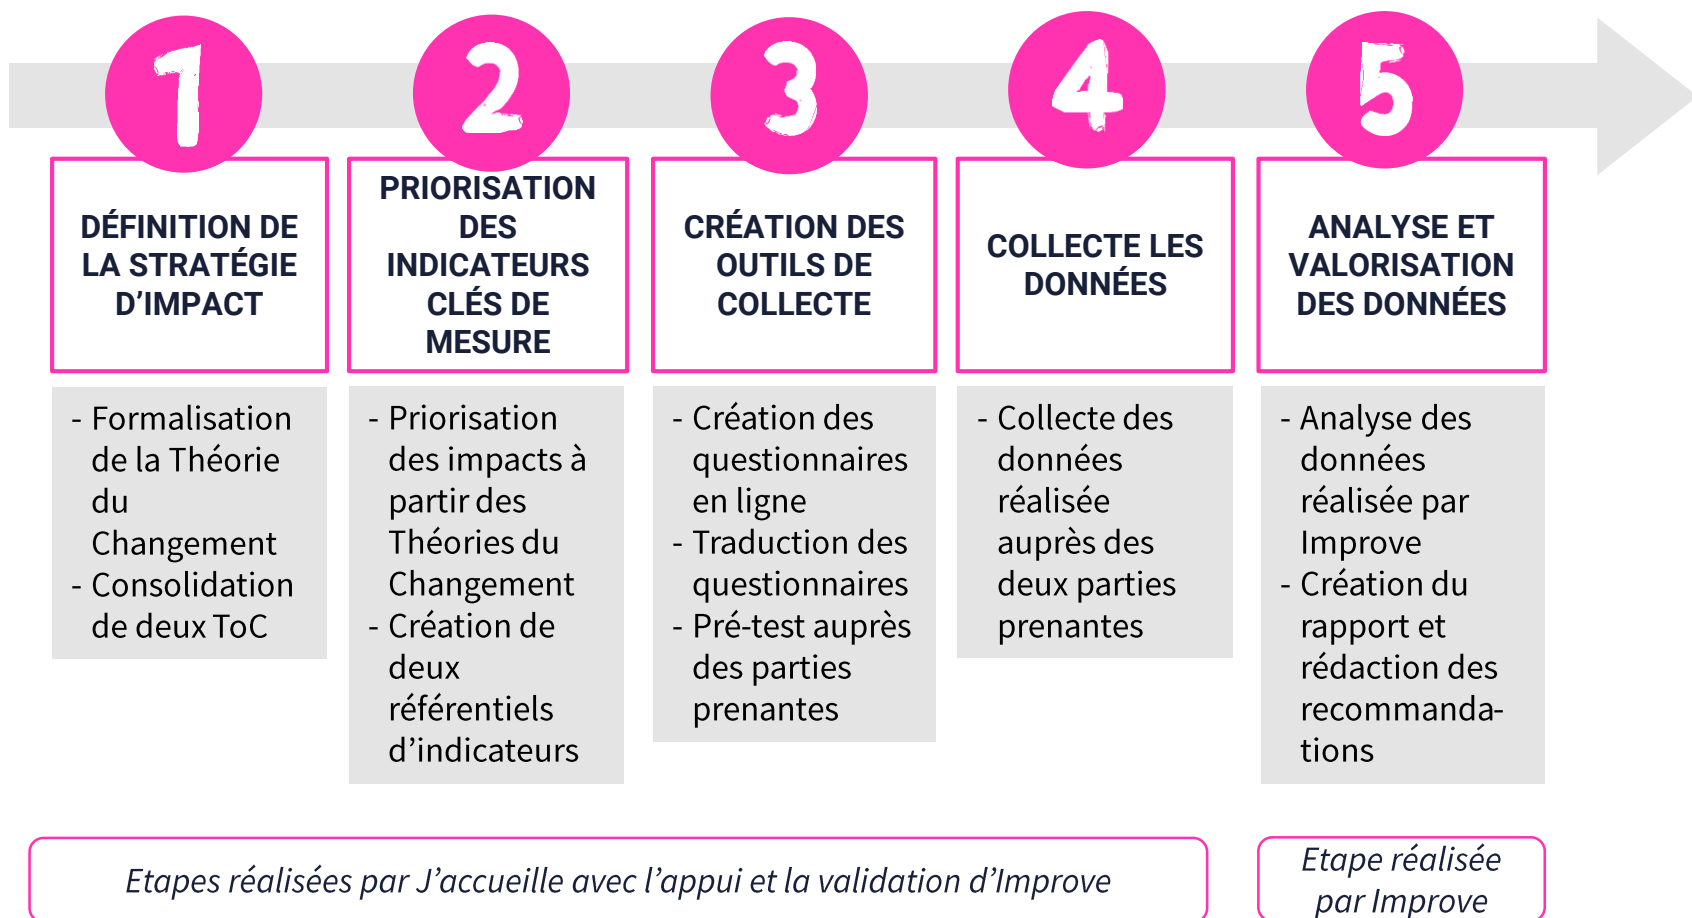 1
2
3
4
5
DÉFINITION DE
LA STRATÉGIE
D’IMPACT
PRIORISATION
DES
INDICATEURS
CLÉS DE
MESURE
CRÉATION DES
OUTILS DE
COLLECTE
COLLECTE LES
DONNÉES
ANALYSE ET
VALORISATION
DES DONNÉES
- Formalisation
de la Théorie
du
Changement
- Consolidation
de deux ToC
- Priorisation
des impacts à
partir des
Théories du
Changement
- Création de
deux
référentiels
d’indicateurs
- Création des
questionnaires
en ligne
- Traduction des
questionnaires
- Pré-test auprès
des parties
prenantes
- Collecte des
données
réalisée
auprès des
deux parties
prenantes
- Analyse des
données
réalisée par
Improve
- Création du
rapport et
rédaction des
recommanda-
tions
Etapes réalisées par J’accueille avec l’appui et la validation d’Improve
Etape réalisée
par Improve